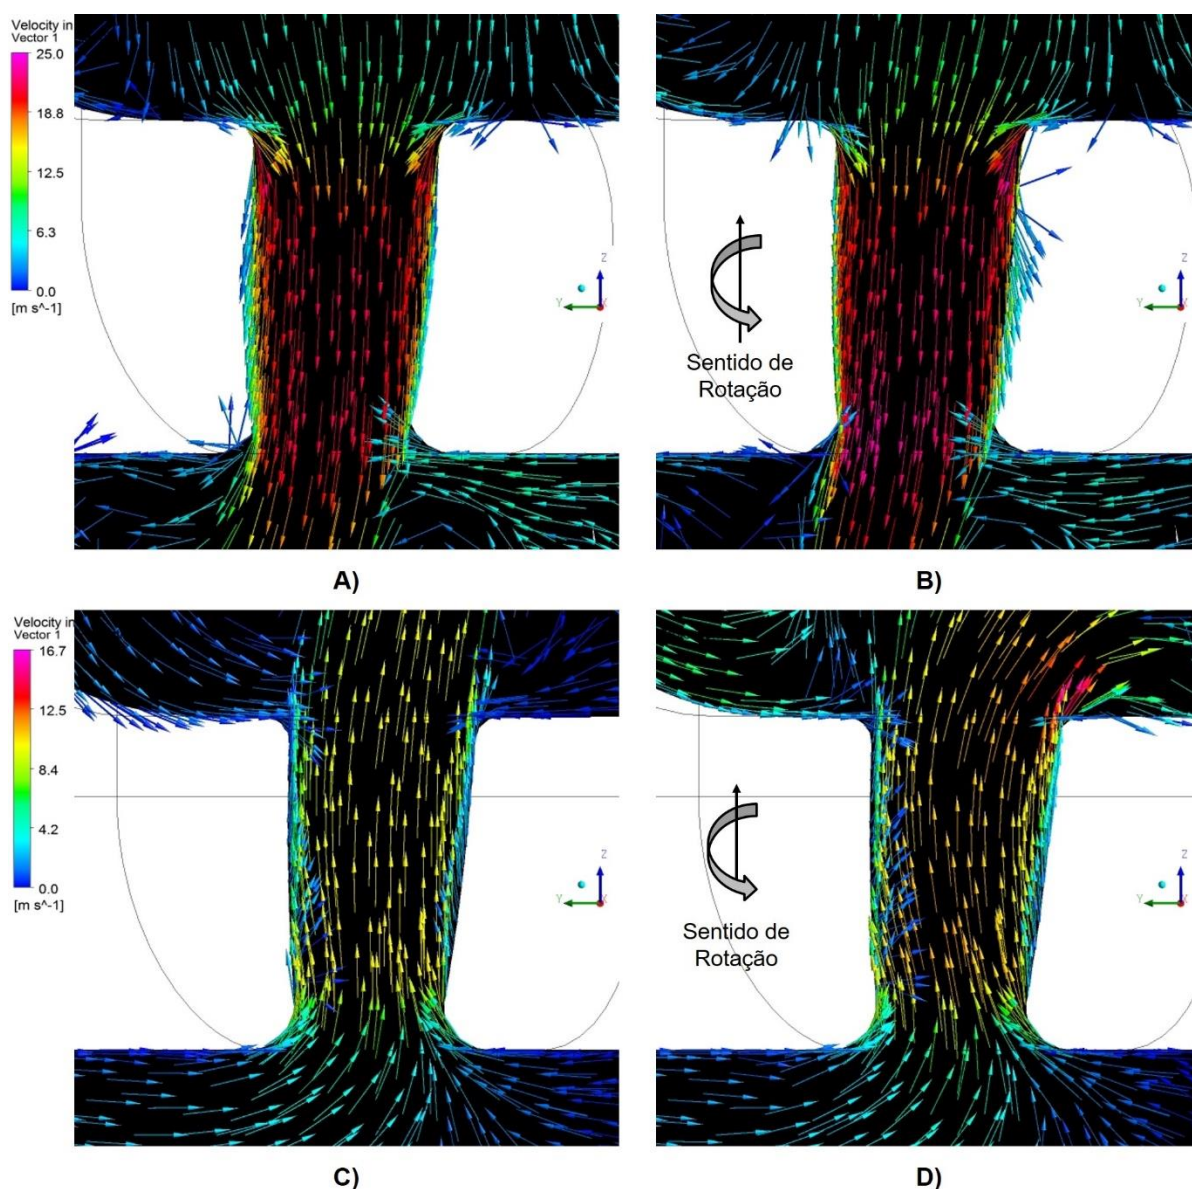 Velocity in
Vector 1
25.0
18.8
12.5
6.3
0.0
[m s^-1]
Z
Y
X
Sentido de
Rotação
Z
Y
X
A)
B)
Velocity in
Vector 1
16.7
12.5
8.4
4.2
0.0
[m s^-1]
Z
Y
X
Sentido de
Rotação
Z
Y
X
C)
D)